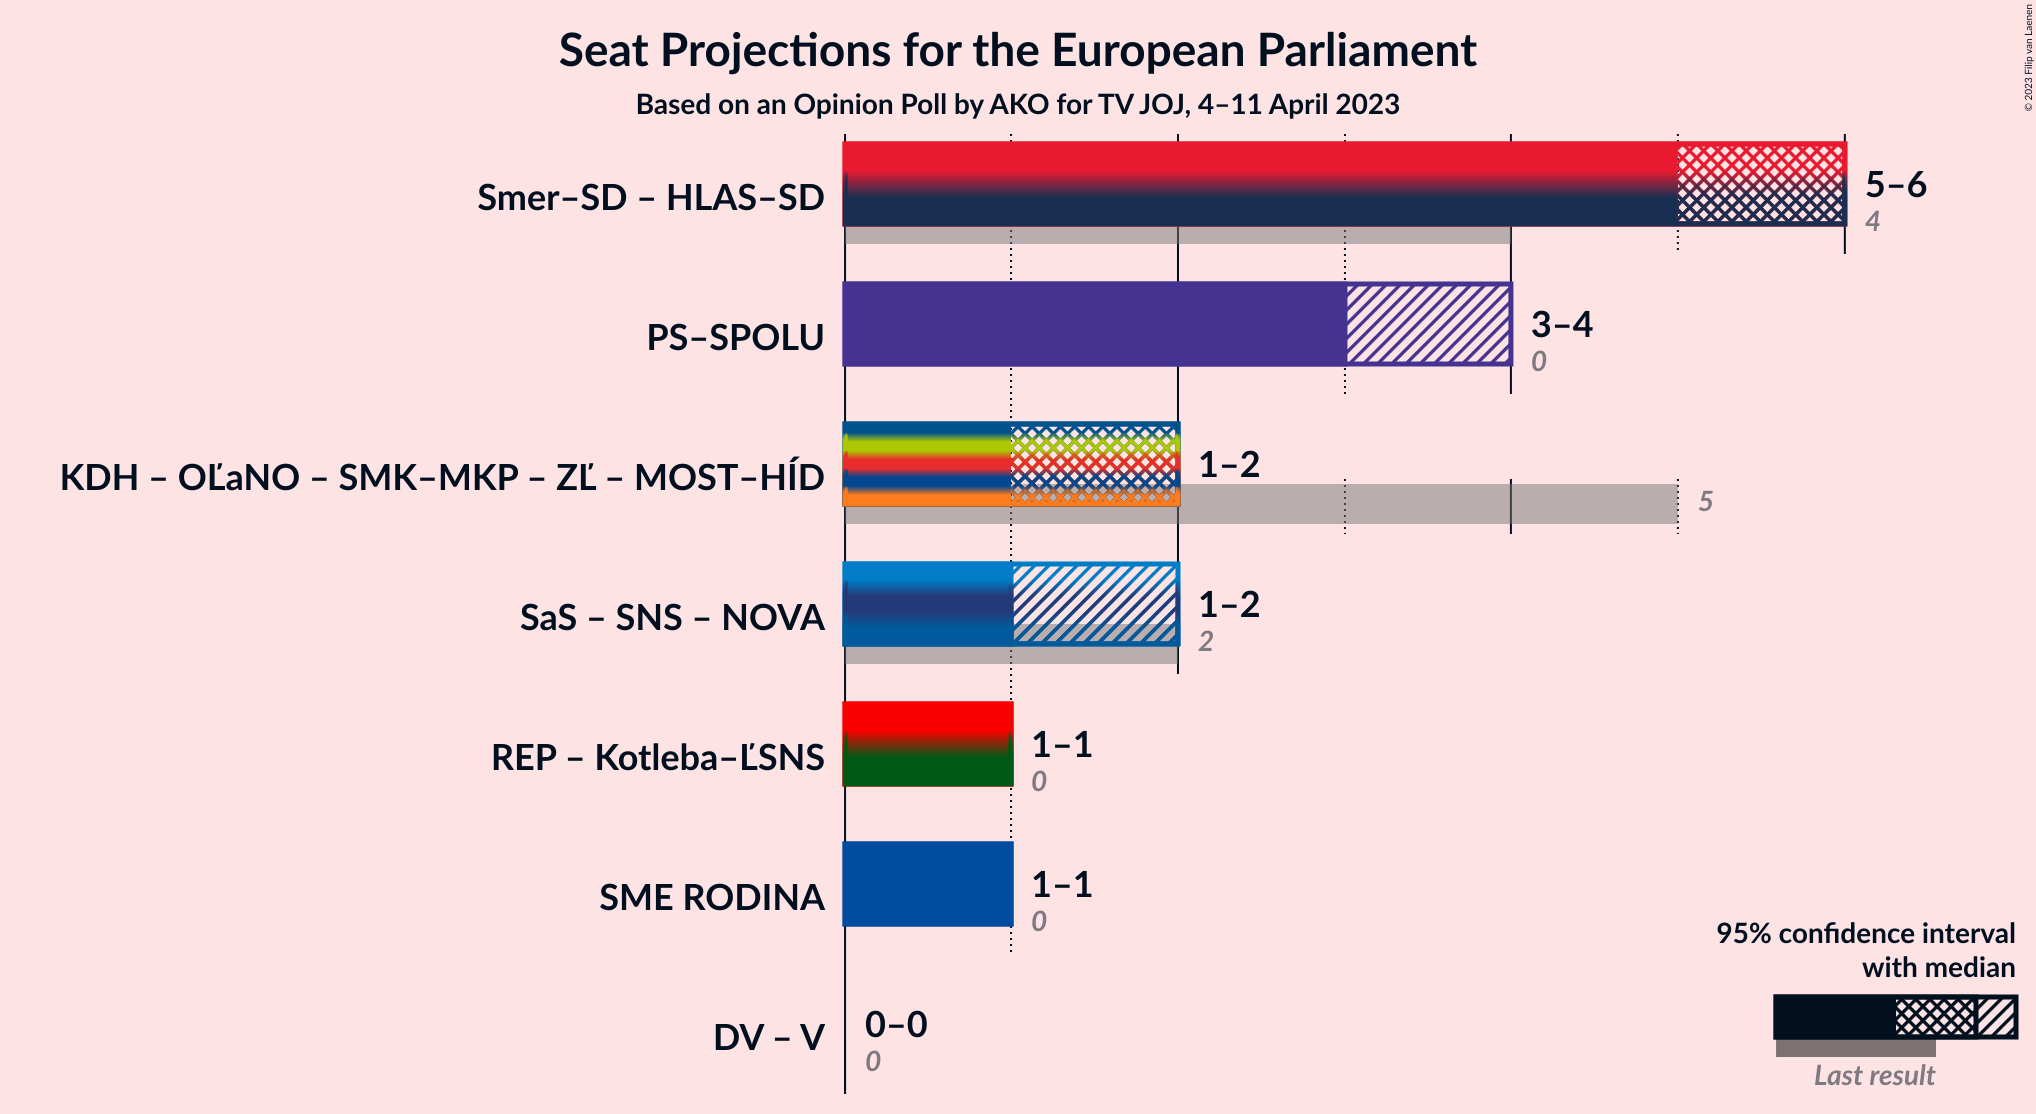 Seat Projections for the European Parliament
Based on an Opinion Poll by AKO for TV JOJ, 4–11 April 2023
© 2023 Filip van Laenen
Smer–SD – HLAS–SD
5–6
4
PS–SPOLU
3–4
0
KDH – OĽaNO – SMK–MKP – ZĽ – MOST–HÍD
1–2
5
SaS – SNS – NOVA
1–2
2
REP – Kotleba–ĽSNS
1–1
0
SME RODINA
1–1
0
DV – V
0–0
0
95% confidence interval
with median
Last result